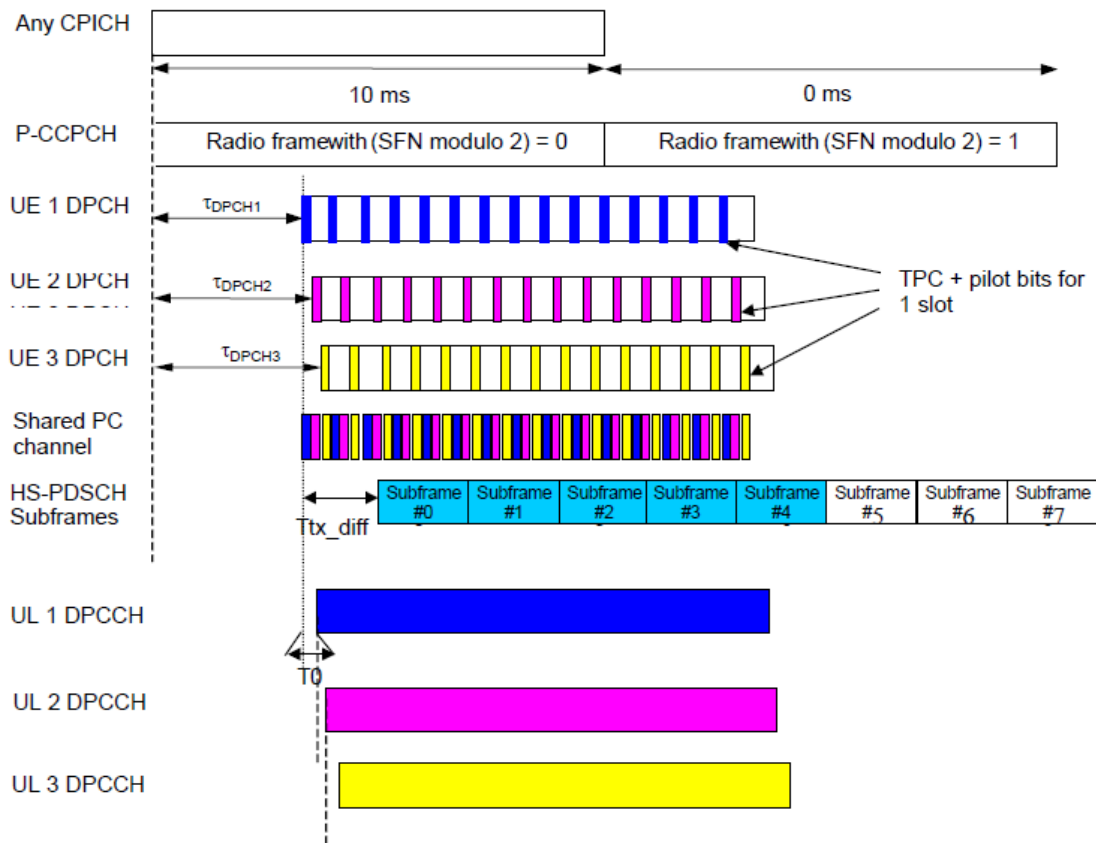 Any CPICH
10 ms
0 ms
P-CCPCH
Radio framewith (SFN modulo 2) = 0
Radio framewith (SFN modulo 2) = 1
UE 1 DPCH
τDPCH1
UE 2 DPCH
τDPCH2
TPC + pilot bits for
1 slot
UE 3 DPCH
τDPCH3
Shared PC
channel
HS-PDSCH
Subframes
Subframe
#0
Subframe
#1
Subframe
#2
Subframe
#3
Subframe
#4
Subframe
#5
Subframe
#6
Subframe
#7
Ttx_diff
UL 1 DPCCH
T0
UL 2 DPCCH
UL 3 DPCCH